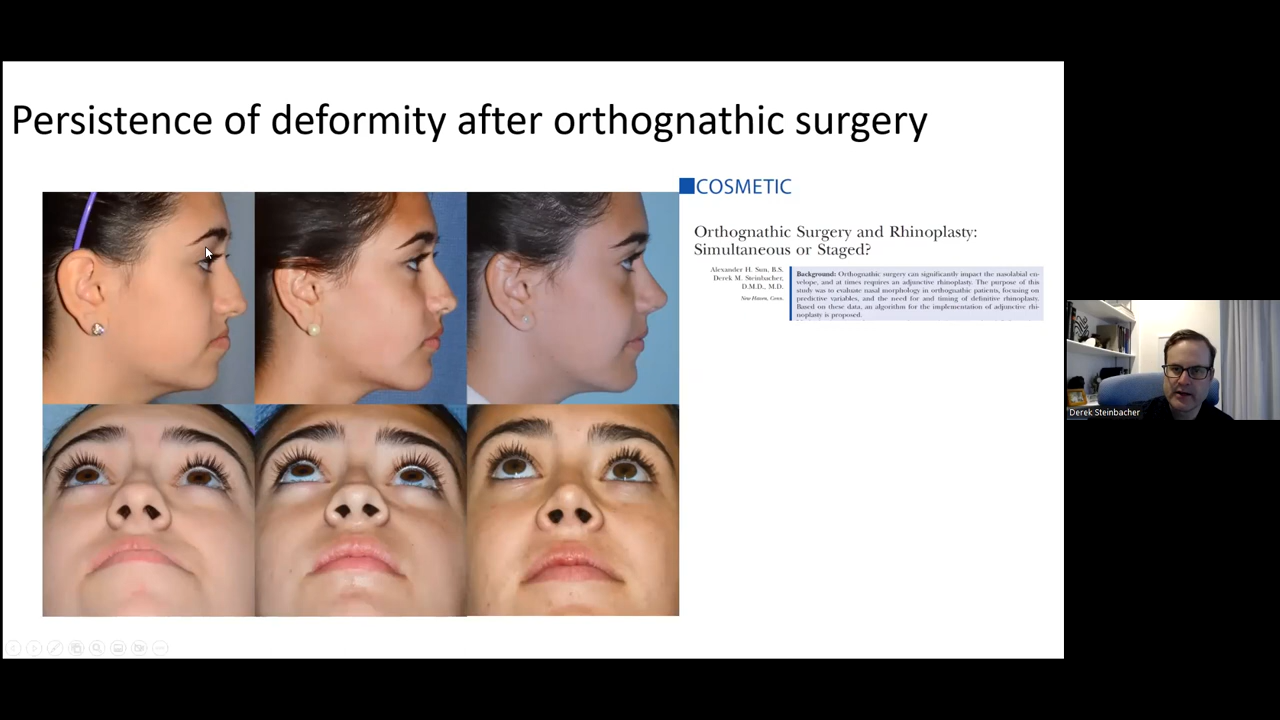 Persistence of deformity after orthognathic surgery
COSMETIC
Orthognathic Surgery and Rhinoplasty:
Simultaneous or Staged?
Alexander H. Sun, B.S.
Derek M. Steinbacher,
D.M.D., M.D.
New Haven, Conn.
Background: Orthognathic surgery can significantly impact the nasolabial en-
velope, and at times requires an adjunctive rhinoplasty. The purpose of this
study was to evaluate nasal morphology in orthognathic patients, focusing on
predictive variables, and the need for and timing of definitive rhinoplasty.
Based on these data, an algorithm for the implementation of adjunctive rhi-
noplasty is proposed.
Derek Steinbacher